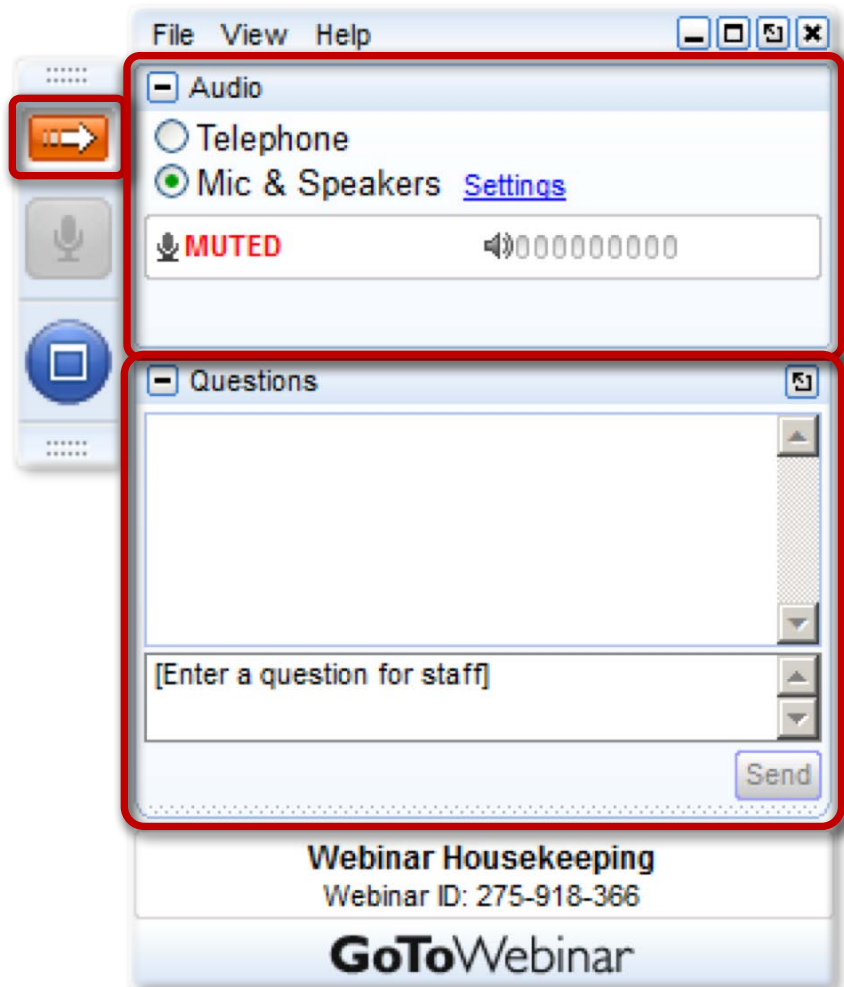 File View Help
Audio
Telephone
Mic & Speakers Settings
MUTED
Questions
[Enter a question for staff]
Send
Webinar Housekeeping
Webinar ID: 275-918-366
GoToWebinar